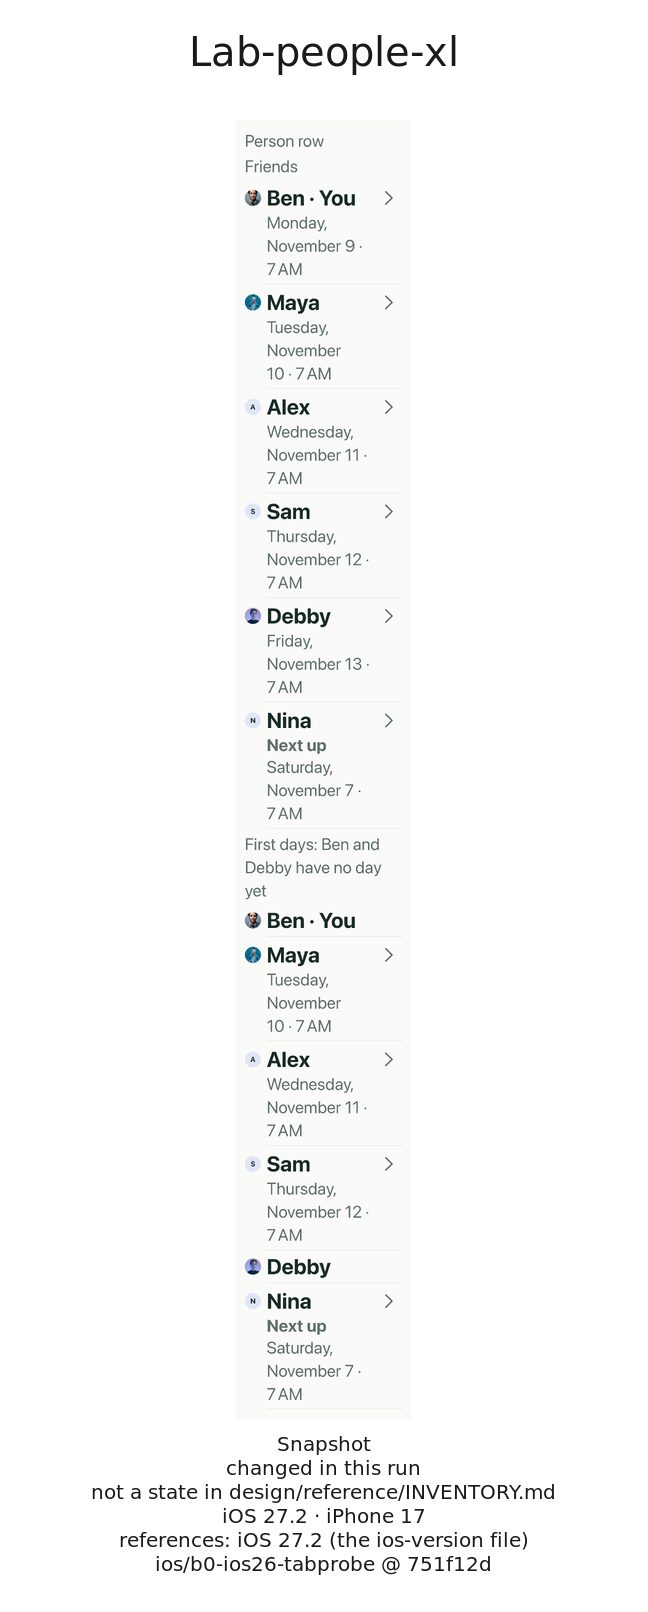 Lab-people-xl
Person row
Friends
Ben · You
Monday,
November 9 ·
7 AM
Maya
Tuesday,
November
10 · 7 AM
A
Alex
Wednesday,
November 11 ·
7 AM
S
Sam
Thursday,
November 12 ·
7 AM
Debby
Friday,
November 13 ·
7 AM
N
Nina
Next up
Saturday,
November 7 ·
7 AM
First days: Ben and
Debby have no day
yet
Ben · You
Maya
Tuesday,
November
10 · 7 AM
A
Alex
Wednesday,
November 11 ·
7 AM
S
Sam
Thursday,
November 12 ·
7 AM
Debby
N
Nina
Next up
Saturday,
November 7 ·
7 AM
Snapshot
changed in this run
not a state in design/reference/INVENTORY.md
iOS 27.2 · iPhone 17
references: iOS 27.2 (the ios-version file)
ios/b0-ios26-tabprobe @ 751f12d